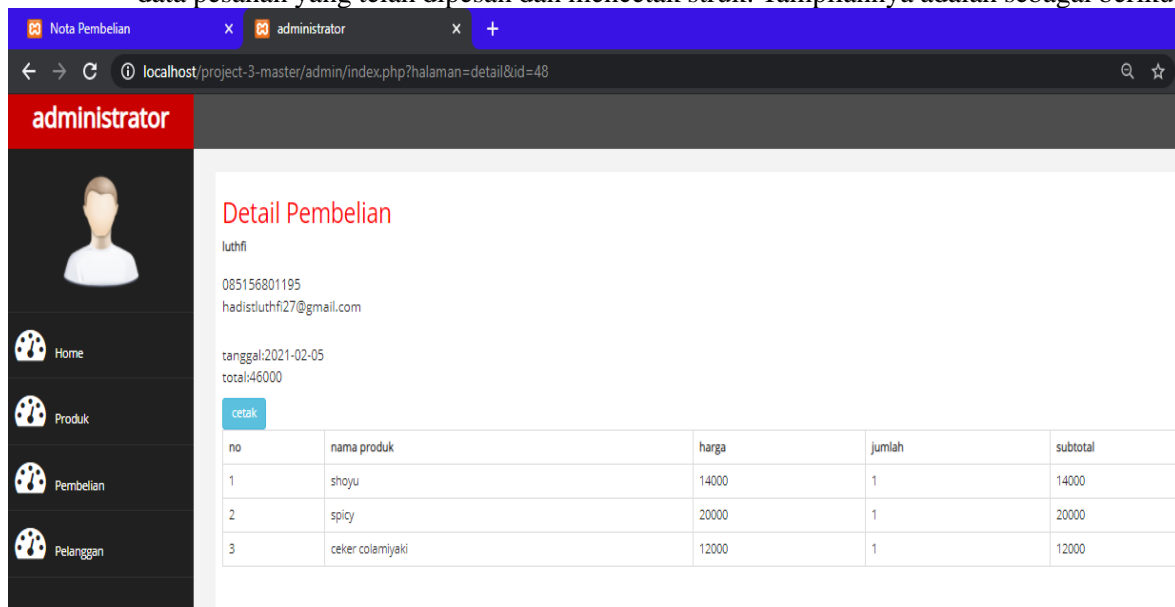 data pesanan yang telah dipesan dan mencetak struk. Tampilannya adalah sebagai beriku
Nota Pembelian
administrator
localhost/project-3-master/admin/index.php?halaman=detail&id=48
administrator
Home
Produk
Pembelian
Pelanggan
Detail Pembelian
luthfi
085156801195
hadistluthfi27@gmail.com
tanggal:2021-02-05
total:46000
cetak
no nama produk harga jumlah subtotal
1 shoyu 14000 1 14000
2 spicy 20000 1 20000
3 ceker colamiyaki 12000 1 12000